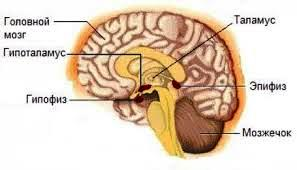 Головной
мозг
Гипоталамус
Гипофиз
Таламус
Эпифиз
Мозжечок